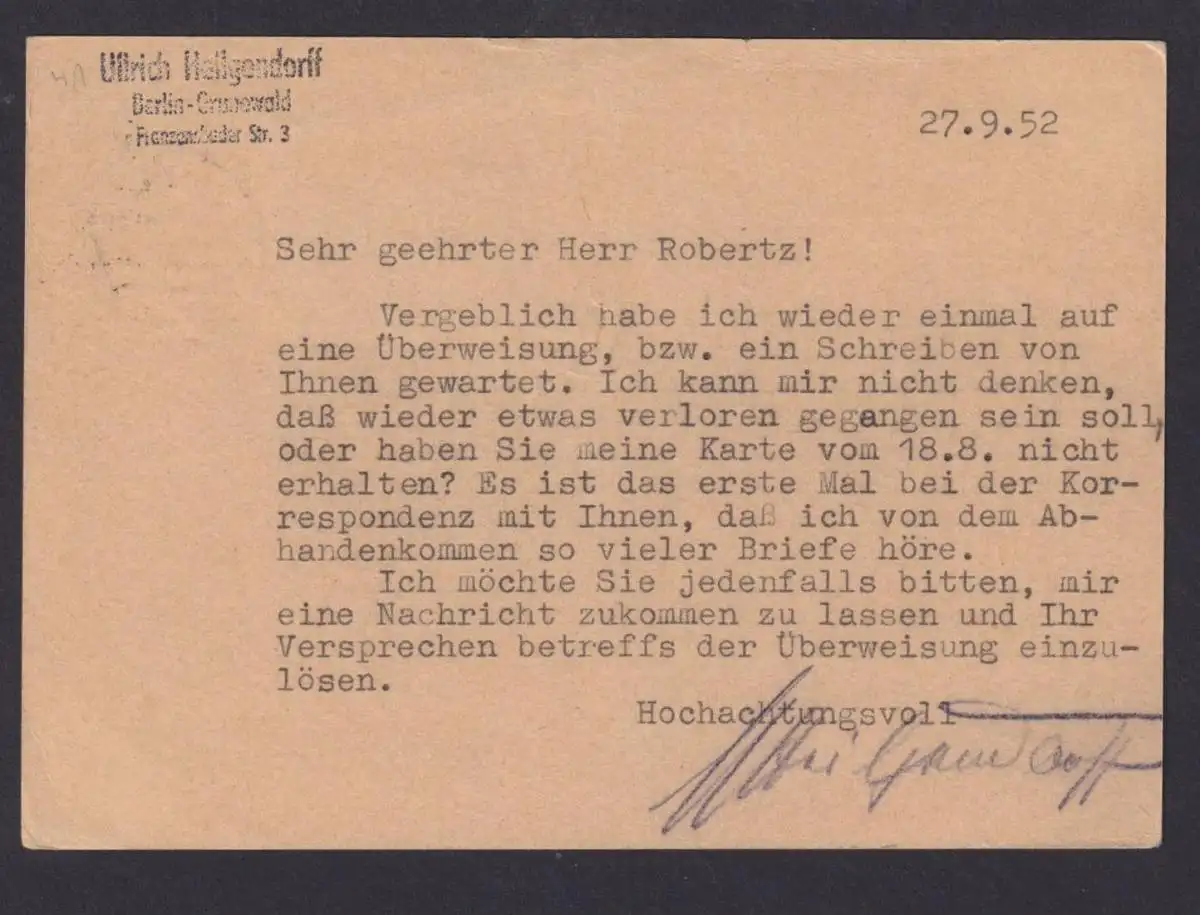 Ullrich Heilgendorff
Berlin-Grunewald
Franzensbader Str. 3
27.9.52
Sehr geehrter Herr Robertz!
Vergeblich habe ich wieder einmal auf
eine Überweisung, bzw. ein Schreiben von
Ihnen gewartet. Ich kann mir nicht denken,
daß wieder etwas verloren gegangen sein soll,
oder haben Sie meine Karte vom 18.8. nicht
erhalten? Es ist das erste Mal bei der Kor-
respondenz mit Ihnen, daß ich von dem Ab-
handenkommen so vieler Briefe höre.
Ich möchte Sie jedenfalls bitten, mir
eine Nachricht zukommen zu lassen und Ihr
Versprechen betreffs der Überweisung einzu-
lösen.
Hochachtungsvoll